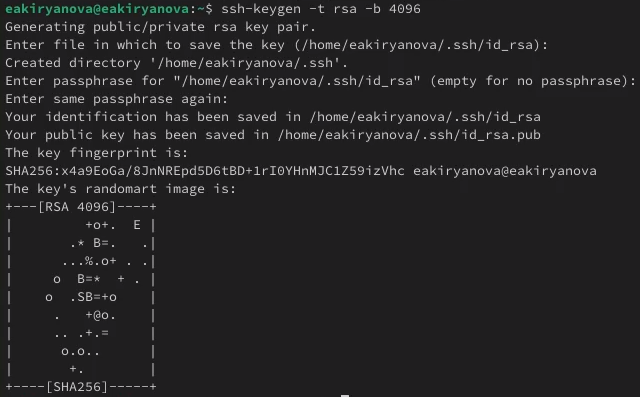 eakiryanova@eakiryanova:~$ ssh-keygen -t rsa -b 4096
Generating public/private rsa key pair.
Enter file in which to save the key (/home/eakiryanova/.ssh/id_rsa):
Created directory '/home/eakiryanova/.ssh'.
Enter passphrase for "/home/eakiryanova/.ssh/id_rsa" (empty for no passphrase):
Enter same passphrase again:
Your identification has been saved in /home/eakiryanova/.ssh/id_rsa
Your public key has been saved in /home/eakiryanova/.ssh/id_rsa.pub
The key fingerprint is:
SHA256:x4a9EoGa/8JnNREpd5D6tBD+1rI0YHnMJC1Z59izVhc eakiryanova@eakiryanova
The key's randomart image is:
+---[RSA 4096]----+
|         +o+.  E |
|       .* B=.   .|
|      ...%.o+ . .|
|     o  B=*  + . |
|    o  .SB=+o    |
|     .   +@o.    |
|     .. .+.=     |
|      o.o..      |
|       +.        |
+----[SHA256]-----+